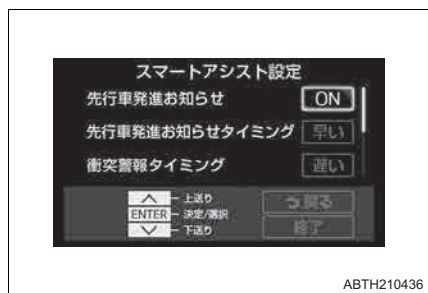 スマートアシスト設定
先行車発進お知らせ ON
先行車発進お知らせタイミング 早い
衝突警報タイミング 遅い
上送り
ENTER 決定/選択
下送り
戻る
終了
ABTH210436